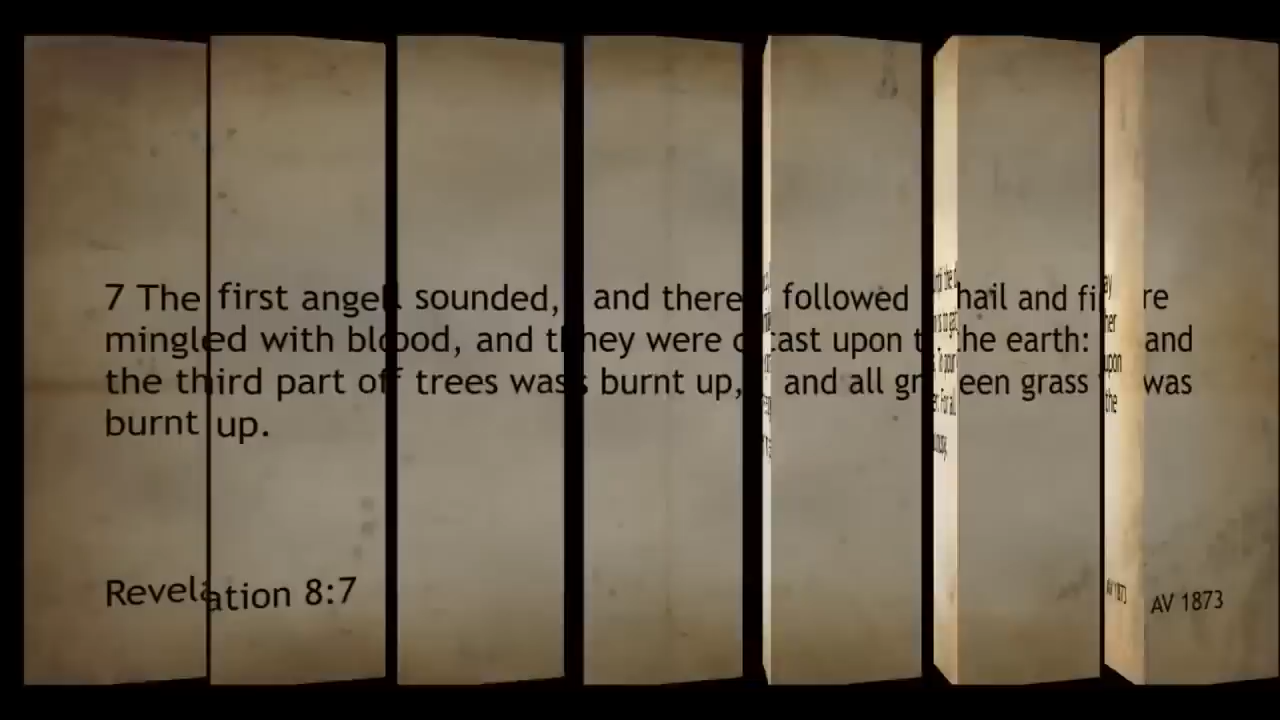 7 The first angel sounded, and there followed hail and fire
mingled with blood, and they were cast upon the earth: and
the third part of trees was burnt up, and all green grass was
burnt up.
Revelation 8:7
AV 1873